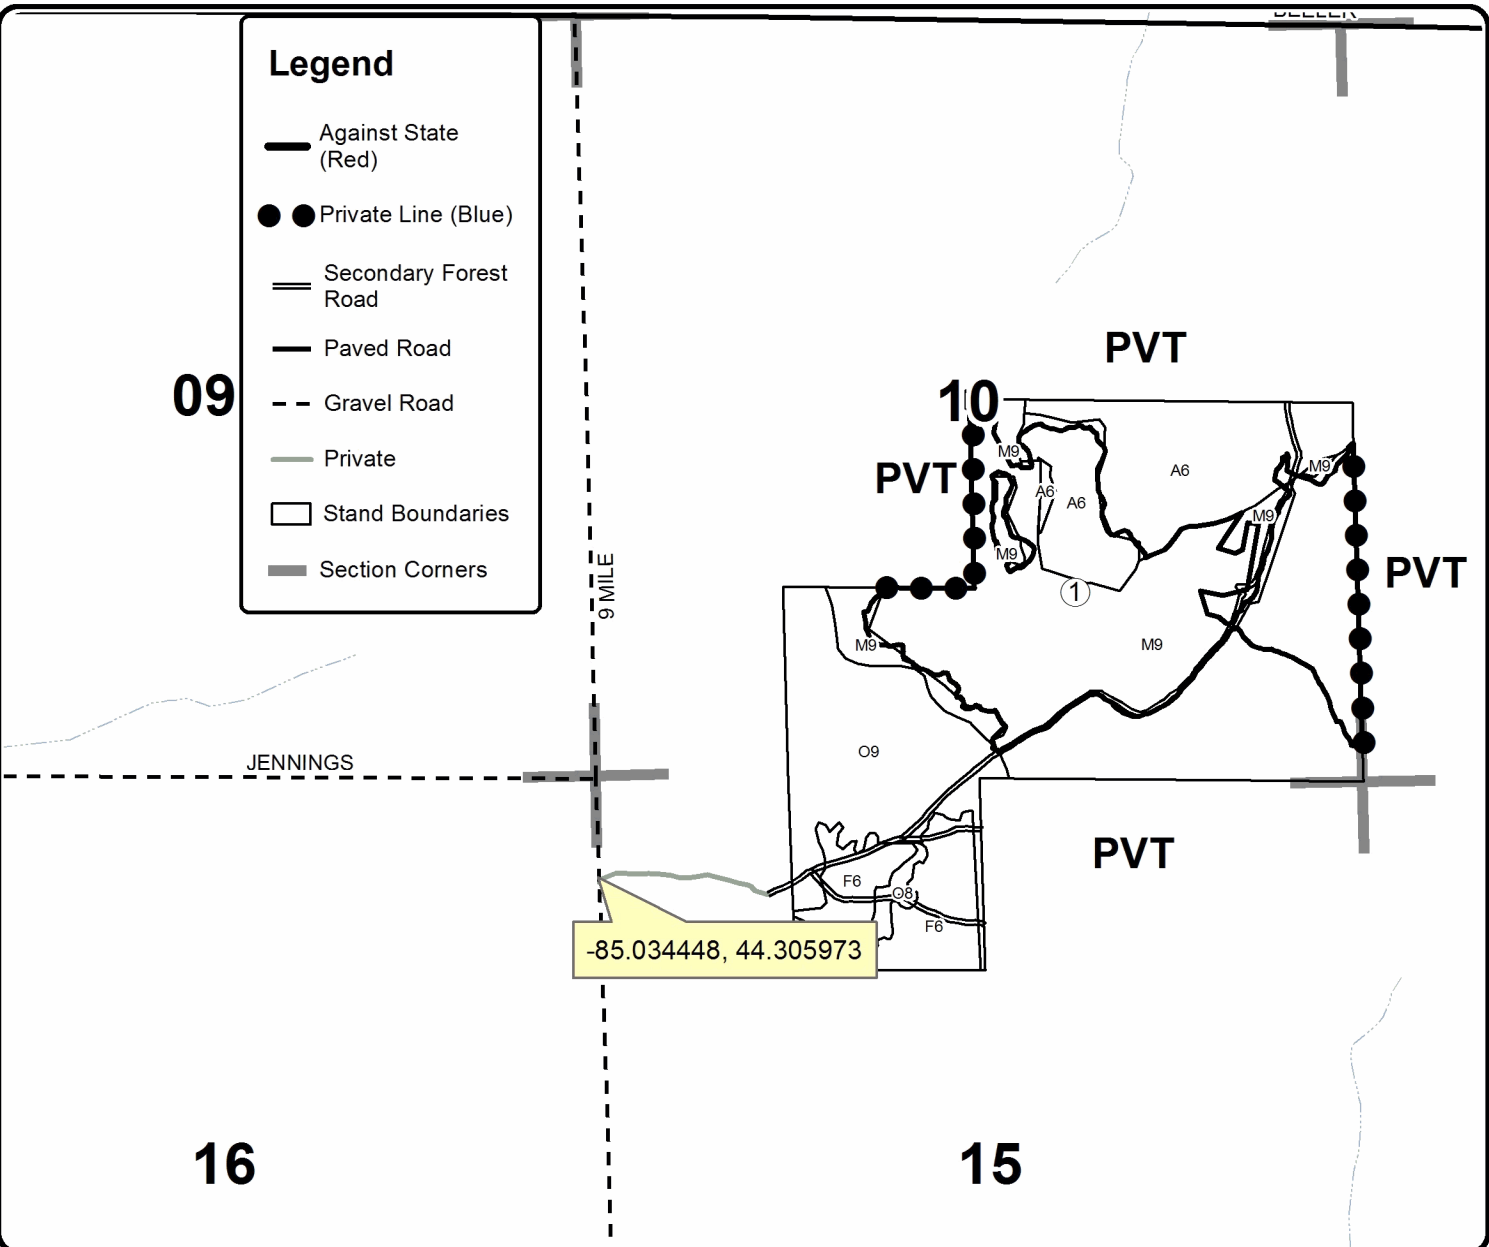 Legend
Against State
(Red)
Private Line (Blue)
Secondary Forest
Road
Paved Road
Gravel Road
Private
Stand Boundaries
Section Corners
09
PVT
10
PVT
M9
A6
M9
A6
A6
M9
M9
PVT
9 MILE
1
M9
M9
JENNINGS
O9
PVT
F6
O8
F6
-85.034448, 44.305973
16
15